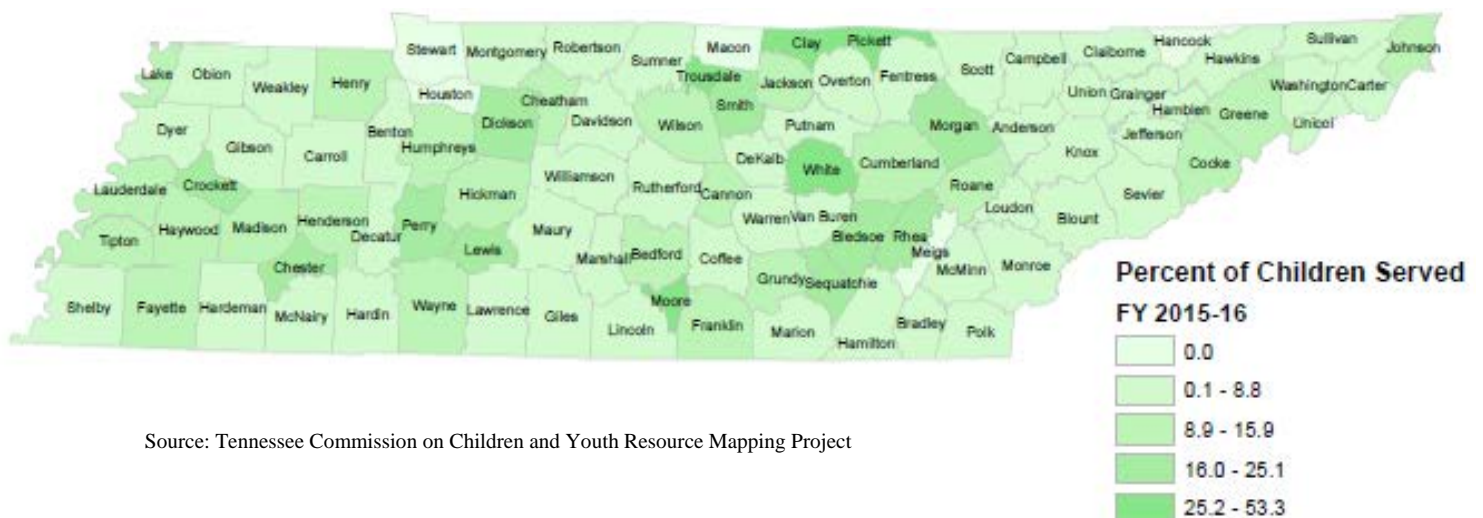 Stewart Montgomery Robertson Macon Clay Pickett Hancock Sullivan Johnson
Lake Obion Weakley Henry Houston Cheatham Sumner Trousdale Jackson Overton Fentress Scott Campbell Claiborne Hawkins
Union Grainger Washington Carter
Dyer Gibson Carroll Benton Humphreys Dickson Davidson Wilson Smith Putnam Morgan Anderson Hamblen Greene Unicoi
Jefferson Knox Cocke
Lauderdale Crockett Hickman Williamson Rutherford Cannon DeKalb White Cumberland Roane Loudon Blount Sevier
Tipton Haywood Madison Henderson Decatur Perry Lewis Maury Marshall Bedford Coffee Warren Van Buren Bledsoe Rhea Meigs McMinn Monroe
Chester Moore Grundy Sequatchie
Shelby Fayette Hardeman McNairy Hardin Wayne Lawrence Giles Lincoln Franklin Marion Hamilton Bradley Polk
Percent of Children Served
FY 2015-16
0.0
0.1 - 8.8
8.9 - 15.9
16.0 - 25.1
25.2 - 53.3
Source: Tennessee Commission on Children and Youth Resource Mapping Project